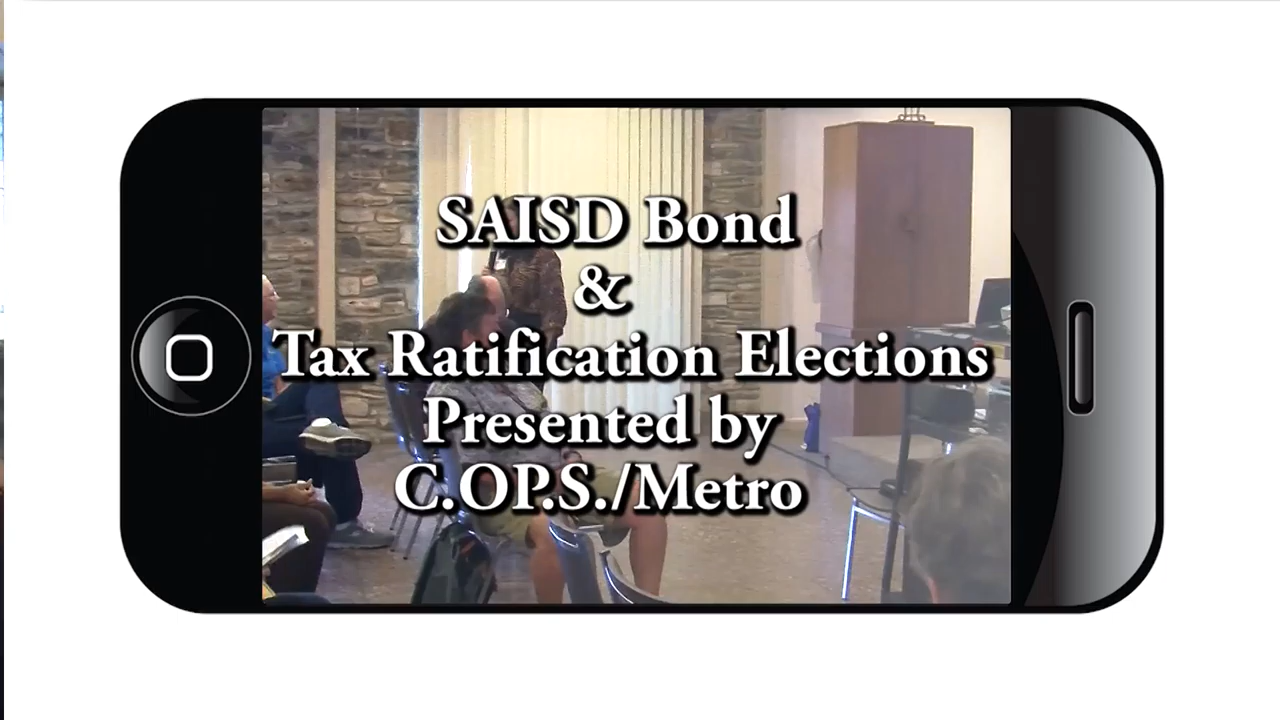 SAISD Bond
&
Tax Ratification Elections
Presented by
C.OP.S./Metro